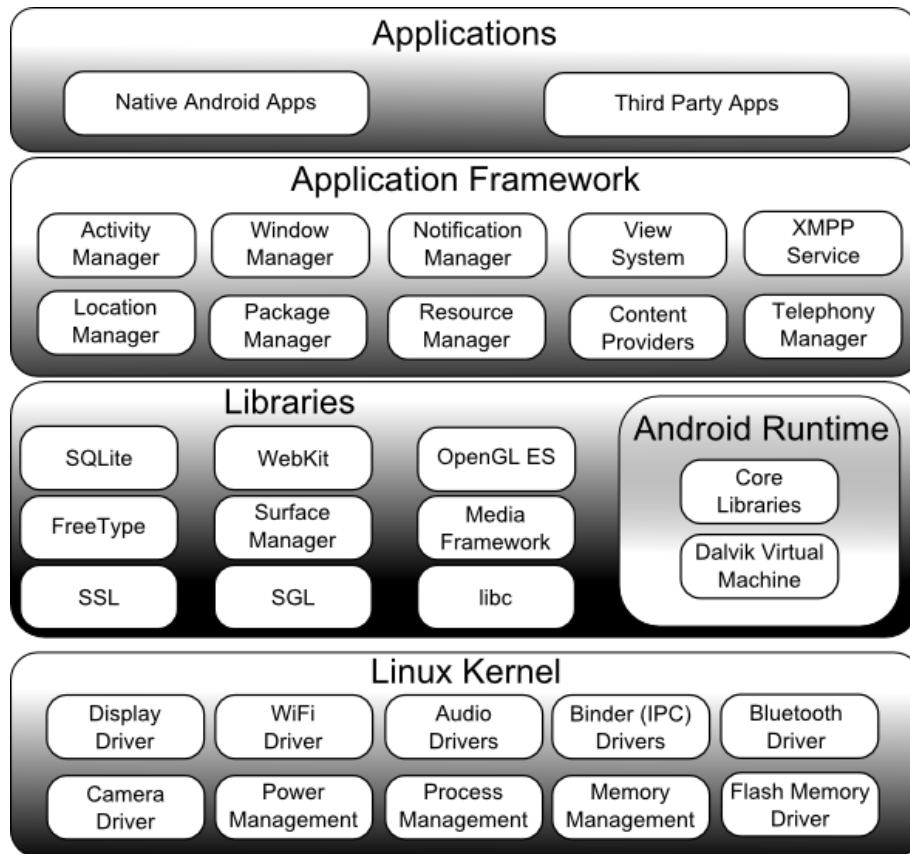 Applications
Native Android Apps
Third Party Apps
Application Framework
Activity
Manager
Window
Manager
Notification
Manager
View
System
XMPP
Service
Location
Manager
Package
Manager
Resource
Manager
Content
Providers
Telephony
Manager
Libraries
SQLite
WebKit
OpenGL ES
FreeType
Surface
Manager
Media
Framework
SSL
SGL
libc
Android Runtime
Core
Libraries
Dalvik Virtual
Machine
Linux Kernel
Display
Driver
WiFi
Driver
Audio
Drivers
Binder (IPC)
Drivers
Bluetooth
Driver
Camera
Driver
Power
Management
Process
Management
Memory
Management
Flash Memory
Driver